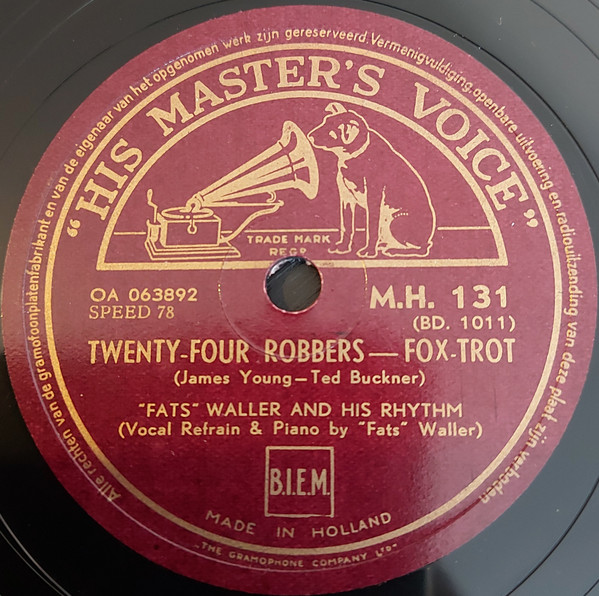 Alle rechten van de gramofoonplatenfabrikant en van de eigenaar van het opgenomen werk zijn gereserveerd. Vermenigvuldiging, openbare uitvoering en radiouitzending van deze plaat zijn verboden
"HIS MASTER'S VOICE"
TRADE MARK
REGD
OA 063892
SPEED 78
M.H. 131
(BD. 1011)
TWENTY-FOUR ROBBERS — FOX-TROT
(James Young—Ted Buckner)
"FATS" WALLER AND HIS RHYTHM
(Vocal Refrain & Piano by "Fats" Waller)
B.I.E.M.
MADE IN HOLLAND
"THE GRAMOPHONE COMPANY LTD"